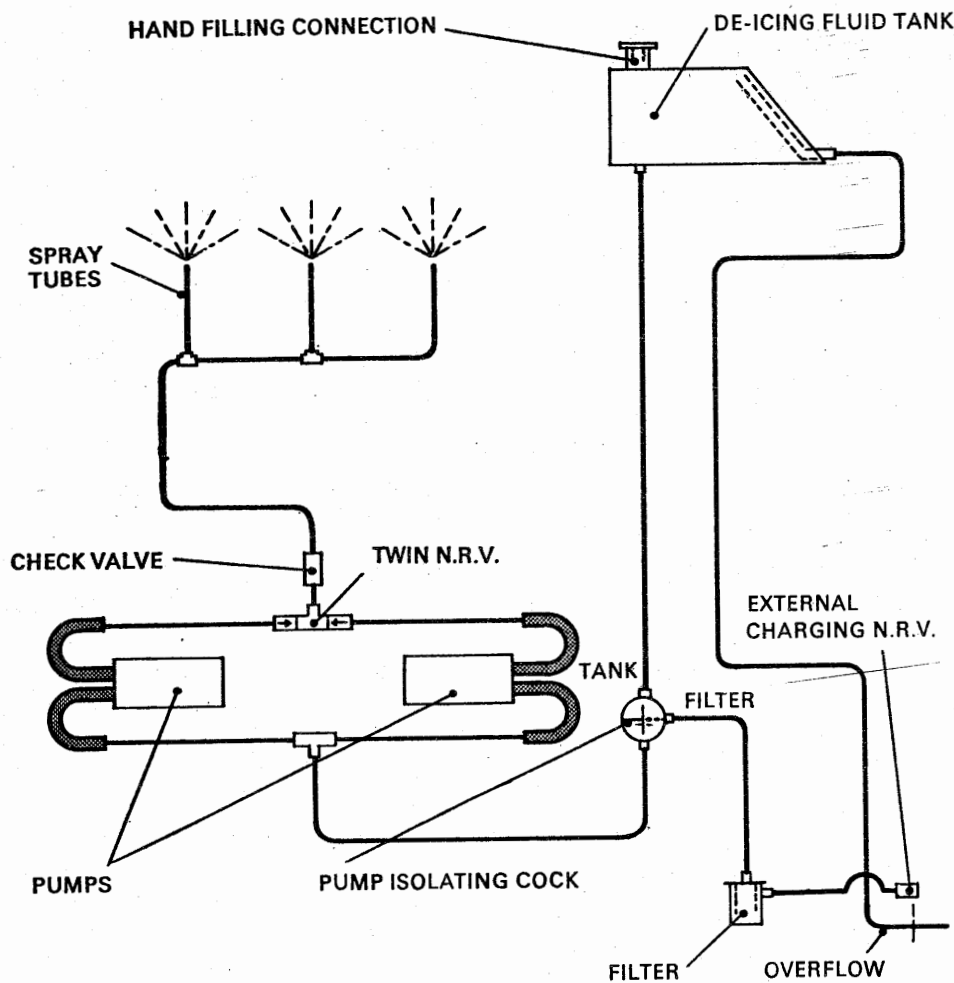 HAND FILLING CONNECTION
DE-ICING FLUID TANK
SPRAY
TUBES
CHECK VALVE
TWIN N.R.V.
EXTERNAL
CHARGING N.R.V.
TANK
FILTER
PUMPS
PUMP ISOLATING COCK
FILTER
OVERFLOW